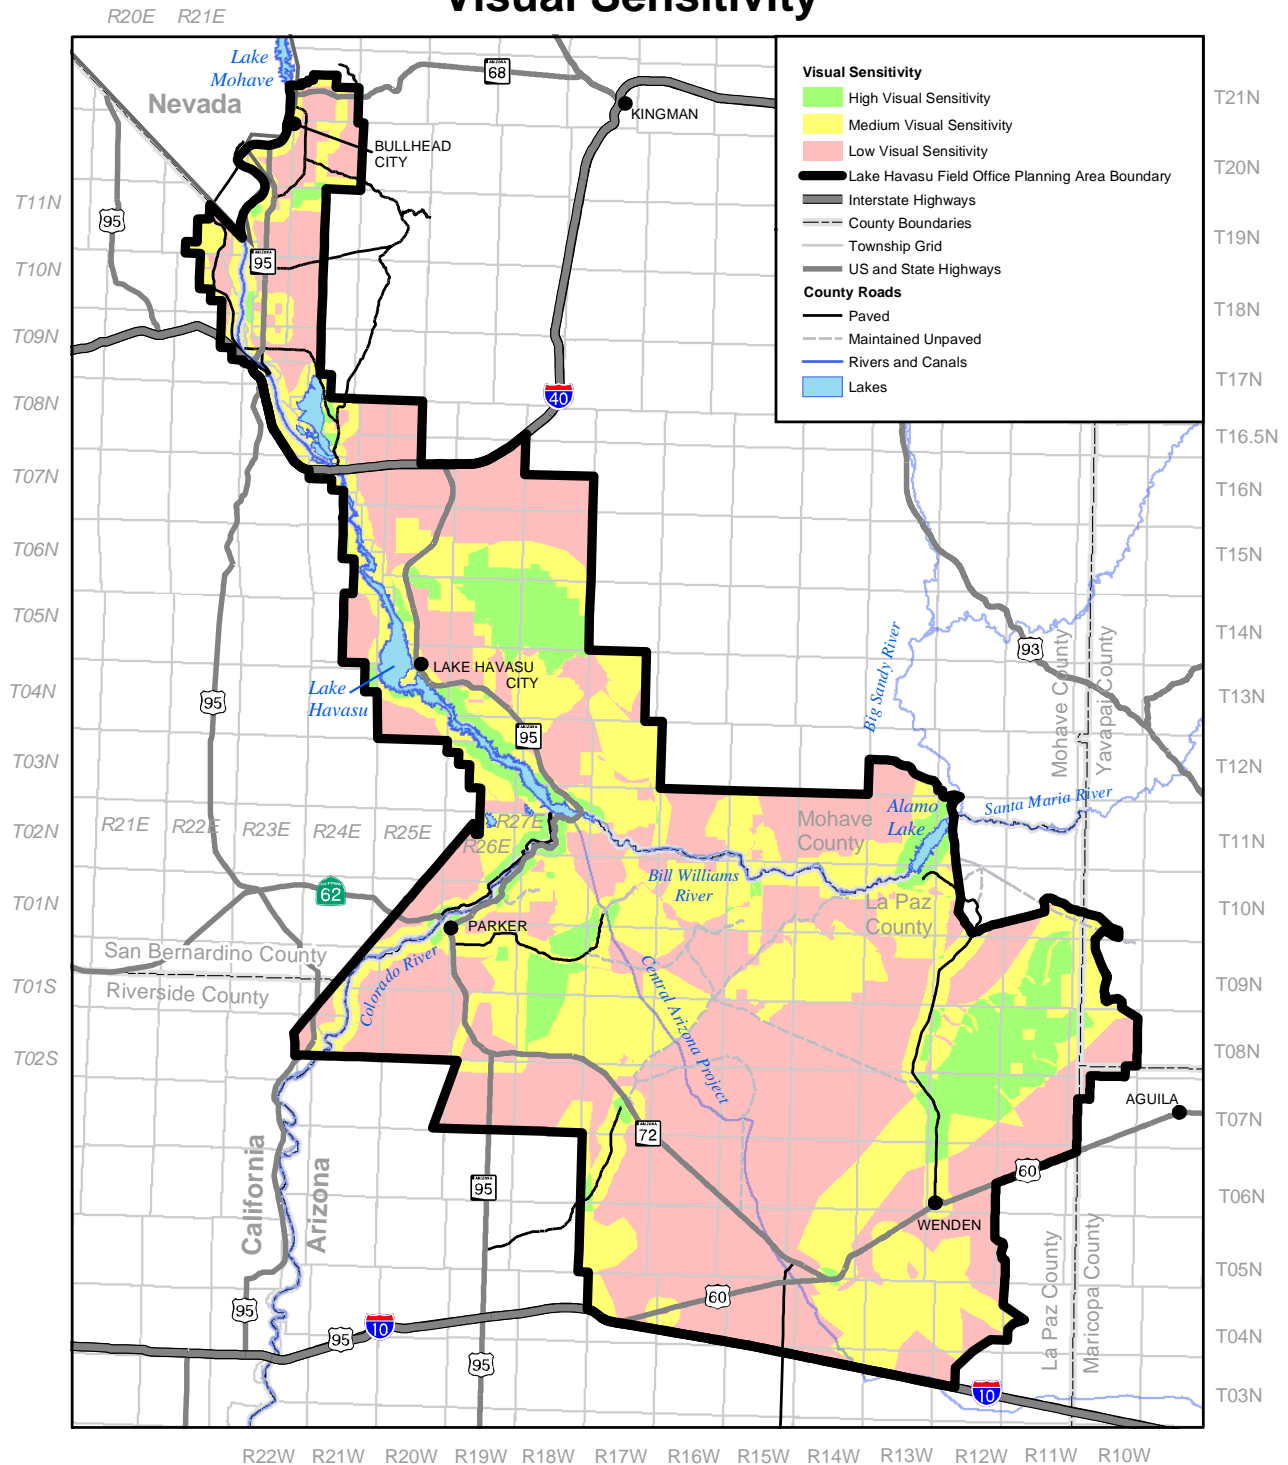 Visual Sensitivity
R20E
R21E
Lake
Mohave
Nevada
ARIZONA
68
KINGMAN
BULLHEAD
CITY
Visual Sensitivity
High Visual Sensitivity
Medium Visual Sensitivity
Low Visual Sensitivity
Lake Havasu Field Office Planning Area Boundary
Interstate Highways
County Boundaries
Township Grid
US and State Highways
County Roads
Paved
Maintained Unpaved
Rivers and Canals
Lakes
T21N
T20N
T19N
T18N
T17N
T16.5N
T16N
T15N
T14N
T13N
T12N
T11N
T10N
T09N
T08N
T07N
T06N
T05N
T04N
T03N
T11N
T10N
T09N
T08N
T07N
T06N
T05N
T04N
T03N
T02N
T01N
T01S
T02S
95
ARIZONA
95
40
93
Big Sandy River
Mohave County
Yavapai County
LAKE HAVASU
CITY
Lake
Havasu
95
ARIZONA
95
Santa Maria River
Alamo
Lake
Mohave
County
R21E
R22E
R23E
R24E
R25E
R27E
R26E
Bill Williams
River
62
La Paz
County
PARKER
San Bernardino County
Riverside County
Colorado River
Central Arizona Project
AGUILA
ARIZONA
72
60
ARIZONA
95
California
Arizona
WENDEN
La Paz County
Maricopa County
60
95
95
10
95
10
R22W
R21W
R20W
R19W
R18W
R17W
R16W
R15W
R14W
R13W
R12W
R11W
R10W